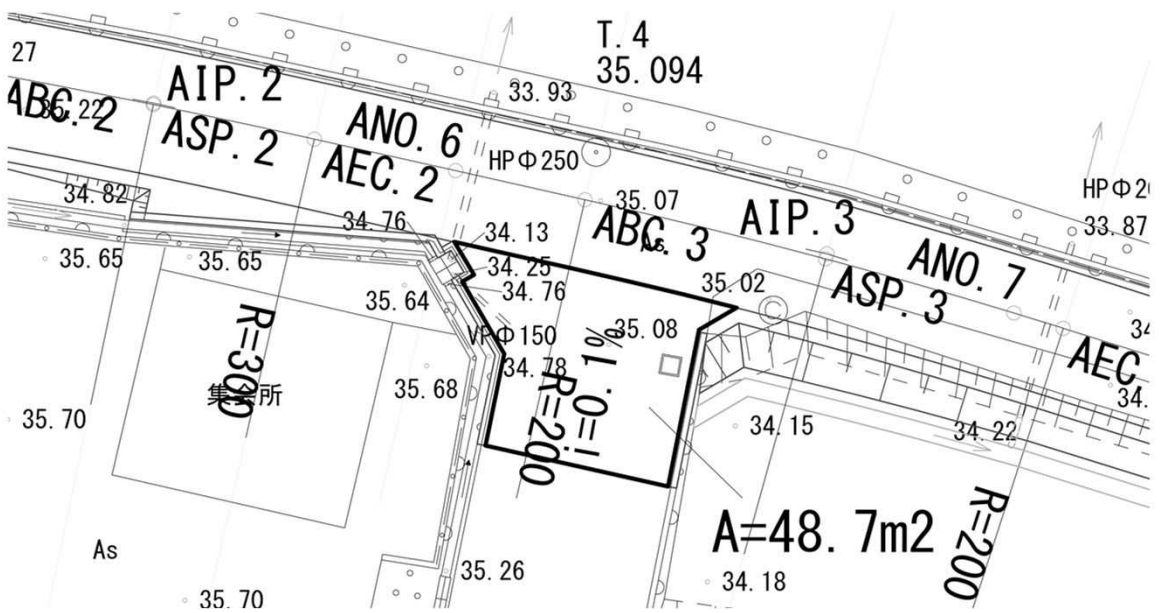 T. 4
35.094
27
AIP. 2
33.93
ABC. 2
35.22
ASP. 2
ANO. 6
HPΦ250
AEC. 2
34.82
35.07
HPΦ2
33.87
34.76
34.13
ABC. 3
As
AIP. 3
ANO. 7
35.65
35.65
34.25
34.76
35.02
ASP. 3
35.64
VPΦ150
35.08
34.
AEC.
R=300
34.78
i=0.1%
R=200
集会所
35.68
34.
35.70
34.15
34.22
A=48.7m2
R=200
As
35.26
34.18
35.70